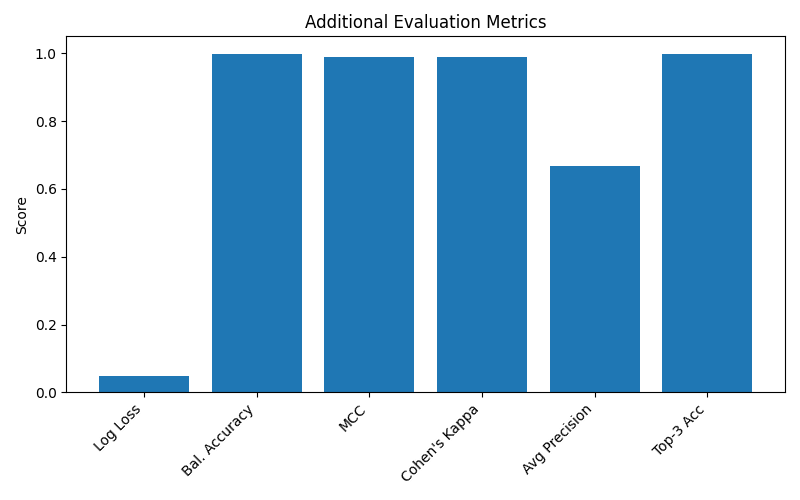 Additional Evaluation Metrics
Score
1.0
0.8
0.6
0.4
0.2
0.0
Log Loss
Bal. Accuracy
MCC
Cohen's Kappa
Avg Precision
Top-3 Acc